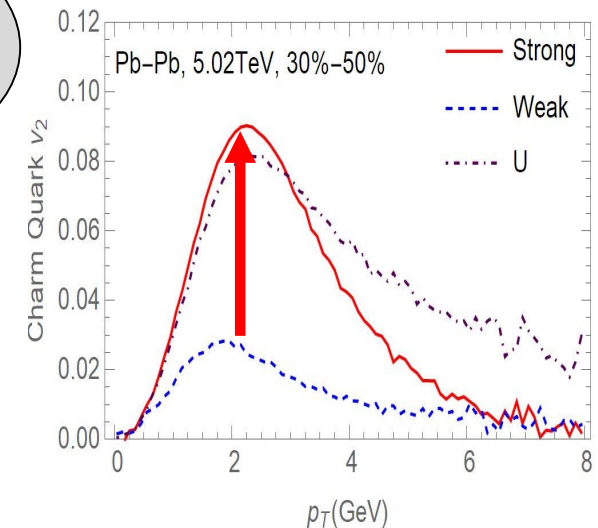 0.12
0.10
0.08
0.06
0.04
0.02
0.00
Charm Quark v2
Pb-Pb, 5.02TeV, 30%-50%
Strong
Weak
U
0 2 4 6 8
pT(GeV)